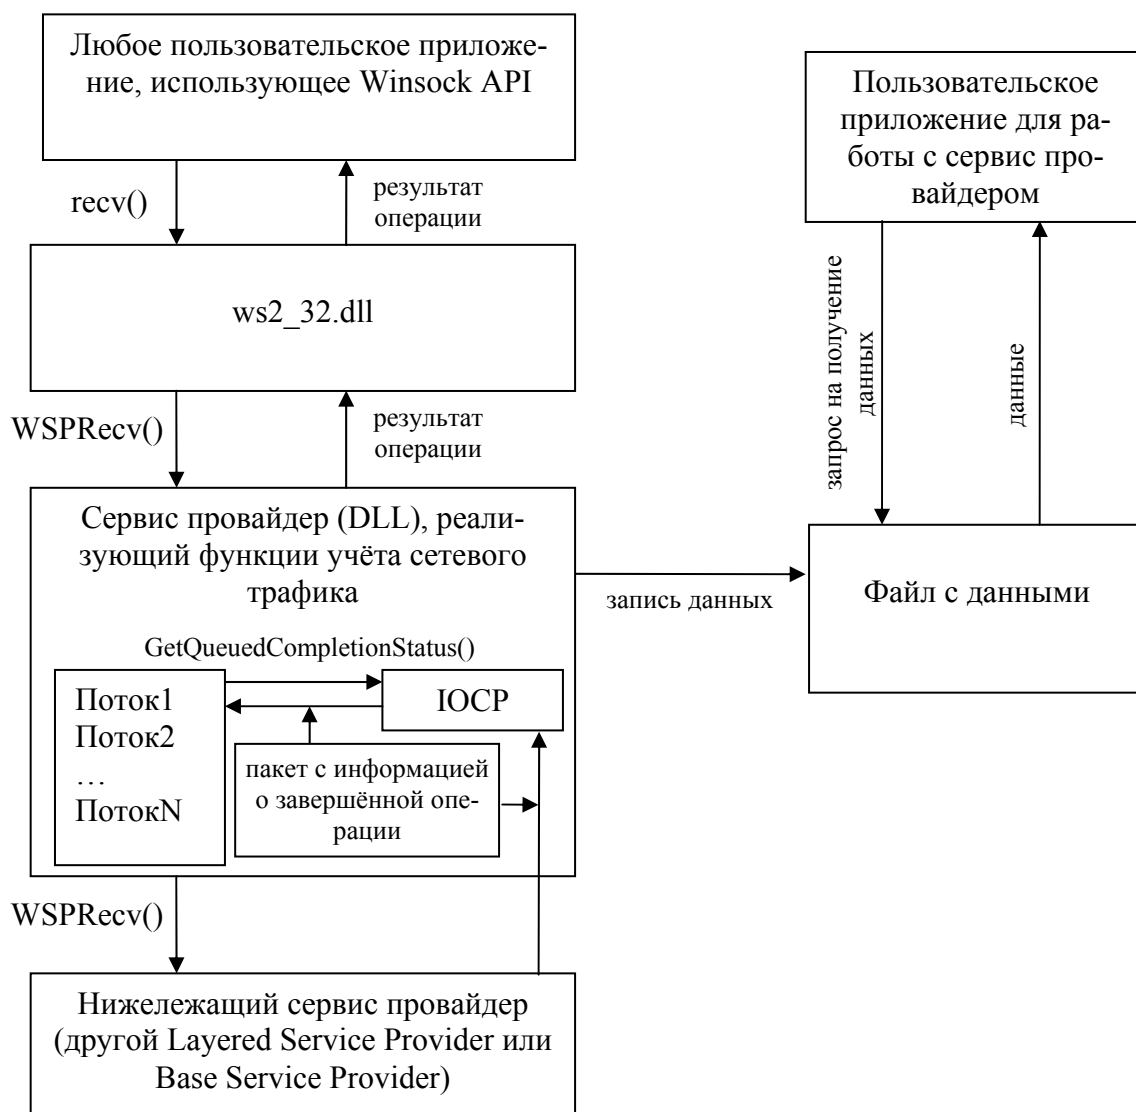 Любое пользовательское приложе-
ние, использующее Winsock API
recv()
результат
операции
ws2_32.dll
WSPRecv()
результат
операции
Сервис провайдер (DLL), реали-
зующий функции учёта сетевого
трафика
GetQueuedCompletionStatus()
Поток1
Поток2
…
ПотокN
IOCP
пакет с информацией
о завершённой опе-
рации
WSPRecv()
Нижележащий сервис провайдер
(другой Layered Service Provider или
Base Service Provider)
запись данных
Пользовательское
приложение для ра-
боты с сервис про-
вайдером
запрос на получение
данных
данные
Файл с данными